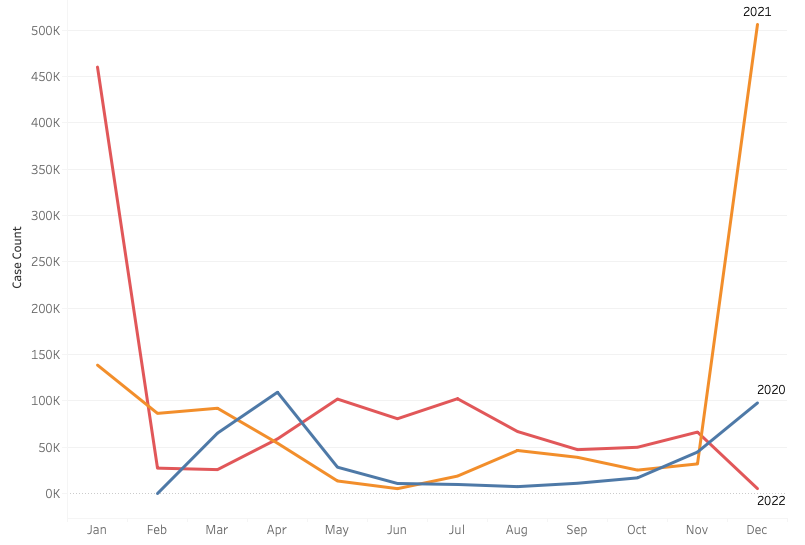 2021
500K
450K
400K
350K
300K
250K
200K
150K
100K
50K
0K
Case Count
2020
2022
Jan Feb Mar Apr May Jun Jul Aug Sep Oct Nov Dec